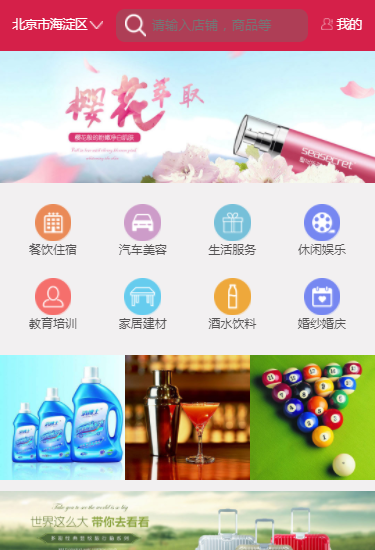 北京市海淀区
请输入店铺，商品等
我的
樱花萃取
SeaSecret
餐饮住宿
汽车美容
生活服务
休闲娱乐
教育培训
家居建材
酒水饮料
婚纱婚庆
世界这么大 带你去看看